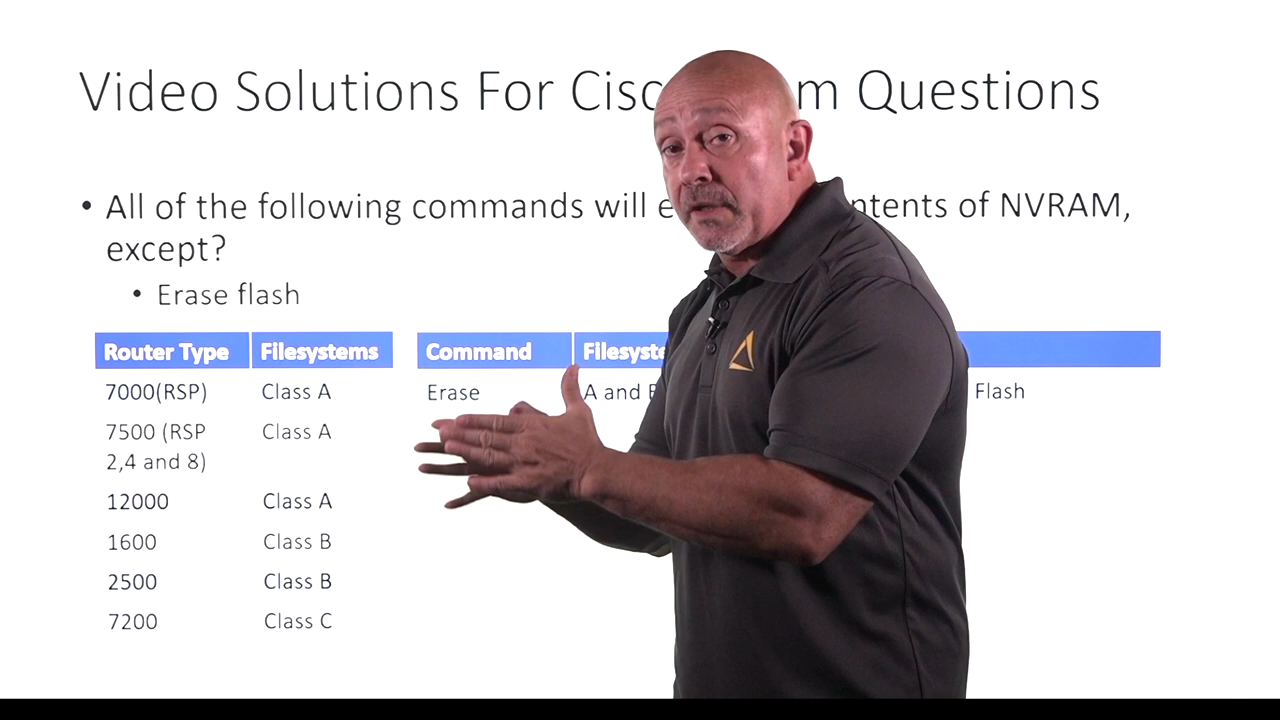 Video Solutions For Cisc m Questions
• All of the following commands will e ntents of NVRAM,
except?
• Erase flash
Router Type Filesystems Command Filesyste
7000(RSP) Class A Erase A and Flash
7500 (RSP Class A
2,4 and 8)
12000 Class A
1600 Class B
2500 Class B
7200 Class C